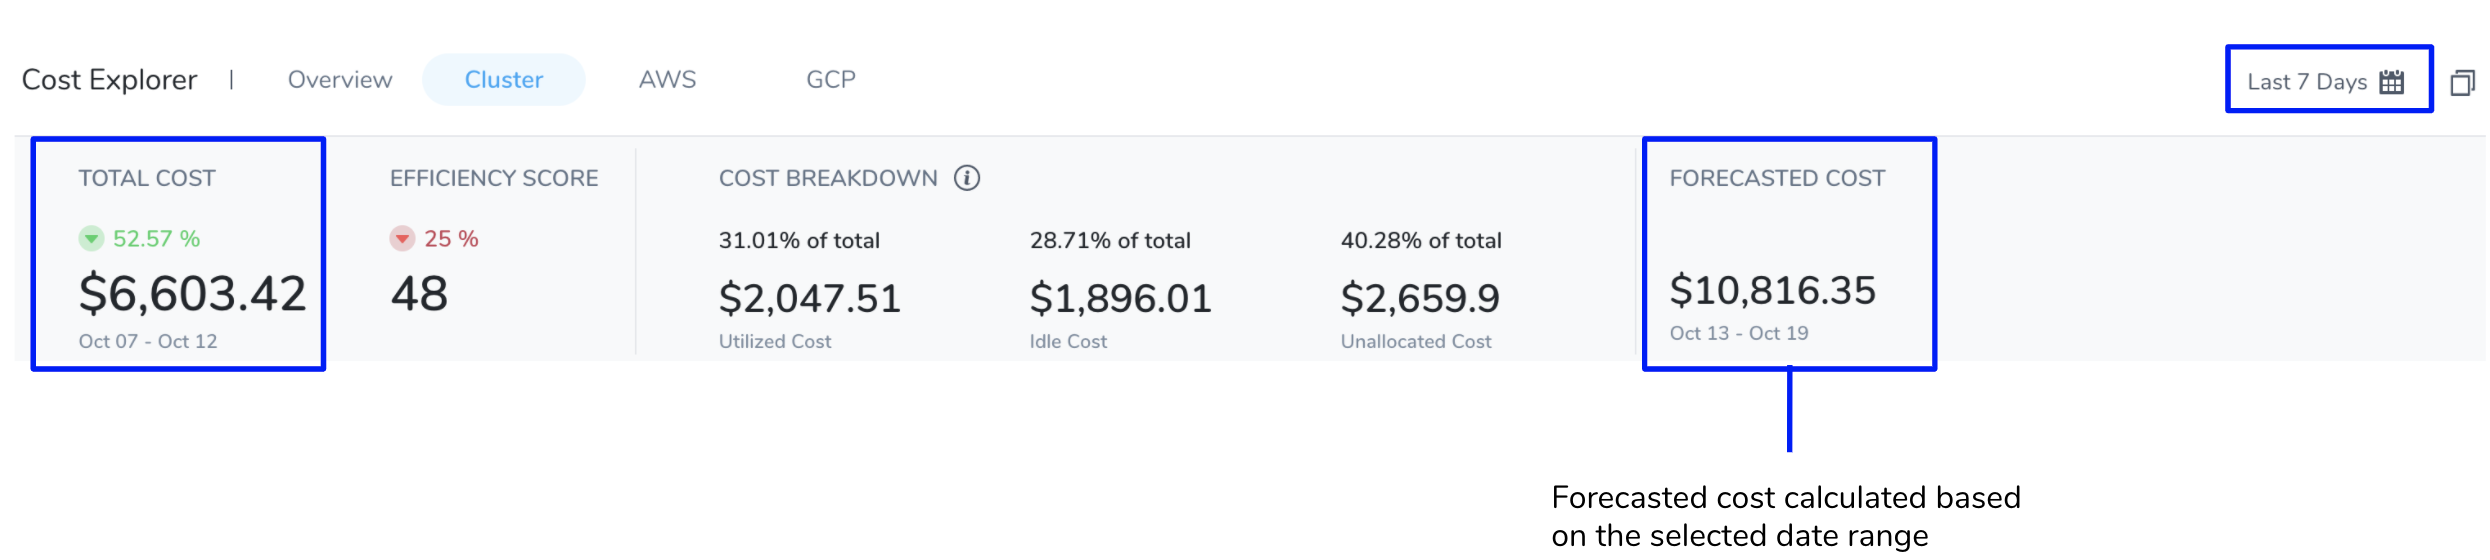 Cost Explorer | Overview Cluster AWS GCP Last 7 Days
TOTAL COST EFFICIENCY SCORE COST BREAKDOWN i FORECASTED COST
52.57 % 25 % 31.01% of total 28.71% of total 40.28% of total
$6,603.42 48 $2,047.51 $1,896.01 $2,659.9 $10,816.35
Oct 07 - Oct 12 Utilized Cost Idle Cost Unallocated Cost Oct 13 - Oct 19
Forecasted cost calculated based
on the selected date range